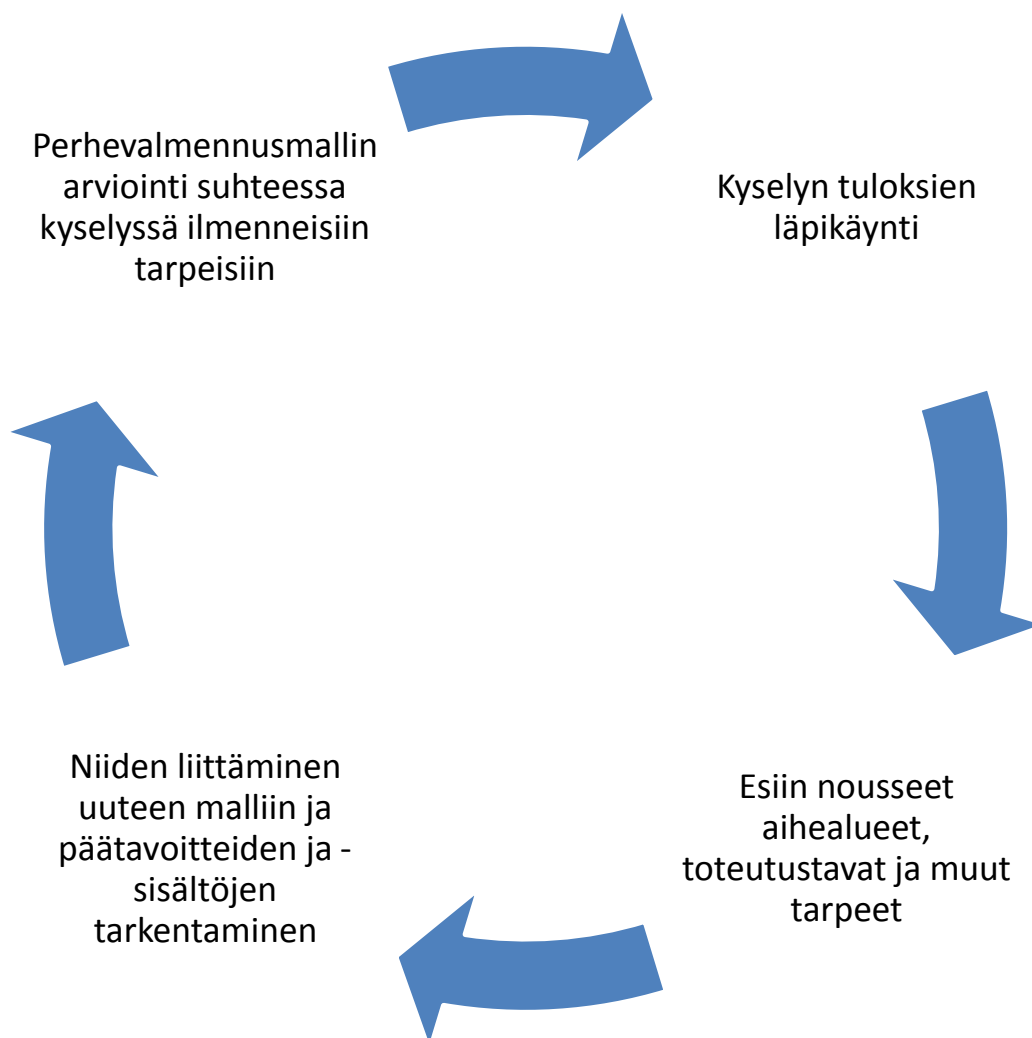 Perhevalmennusmallin
arviointi suhteessa
kyselyssä ilmenneisiin
tarpeisiin
Kyselyn tuloksien
läpikäynti
Esiin nousseet
aihealueet,
toteutustavat ja muut
tarpeet
Niiden liittäminen
uuteen malliin ja
päätavoitteiden ja -
sisältöjen
tarkentaminen